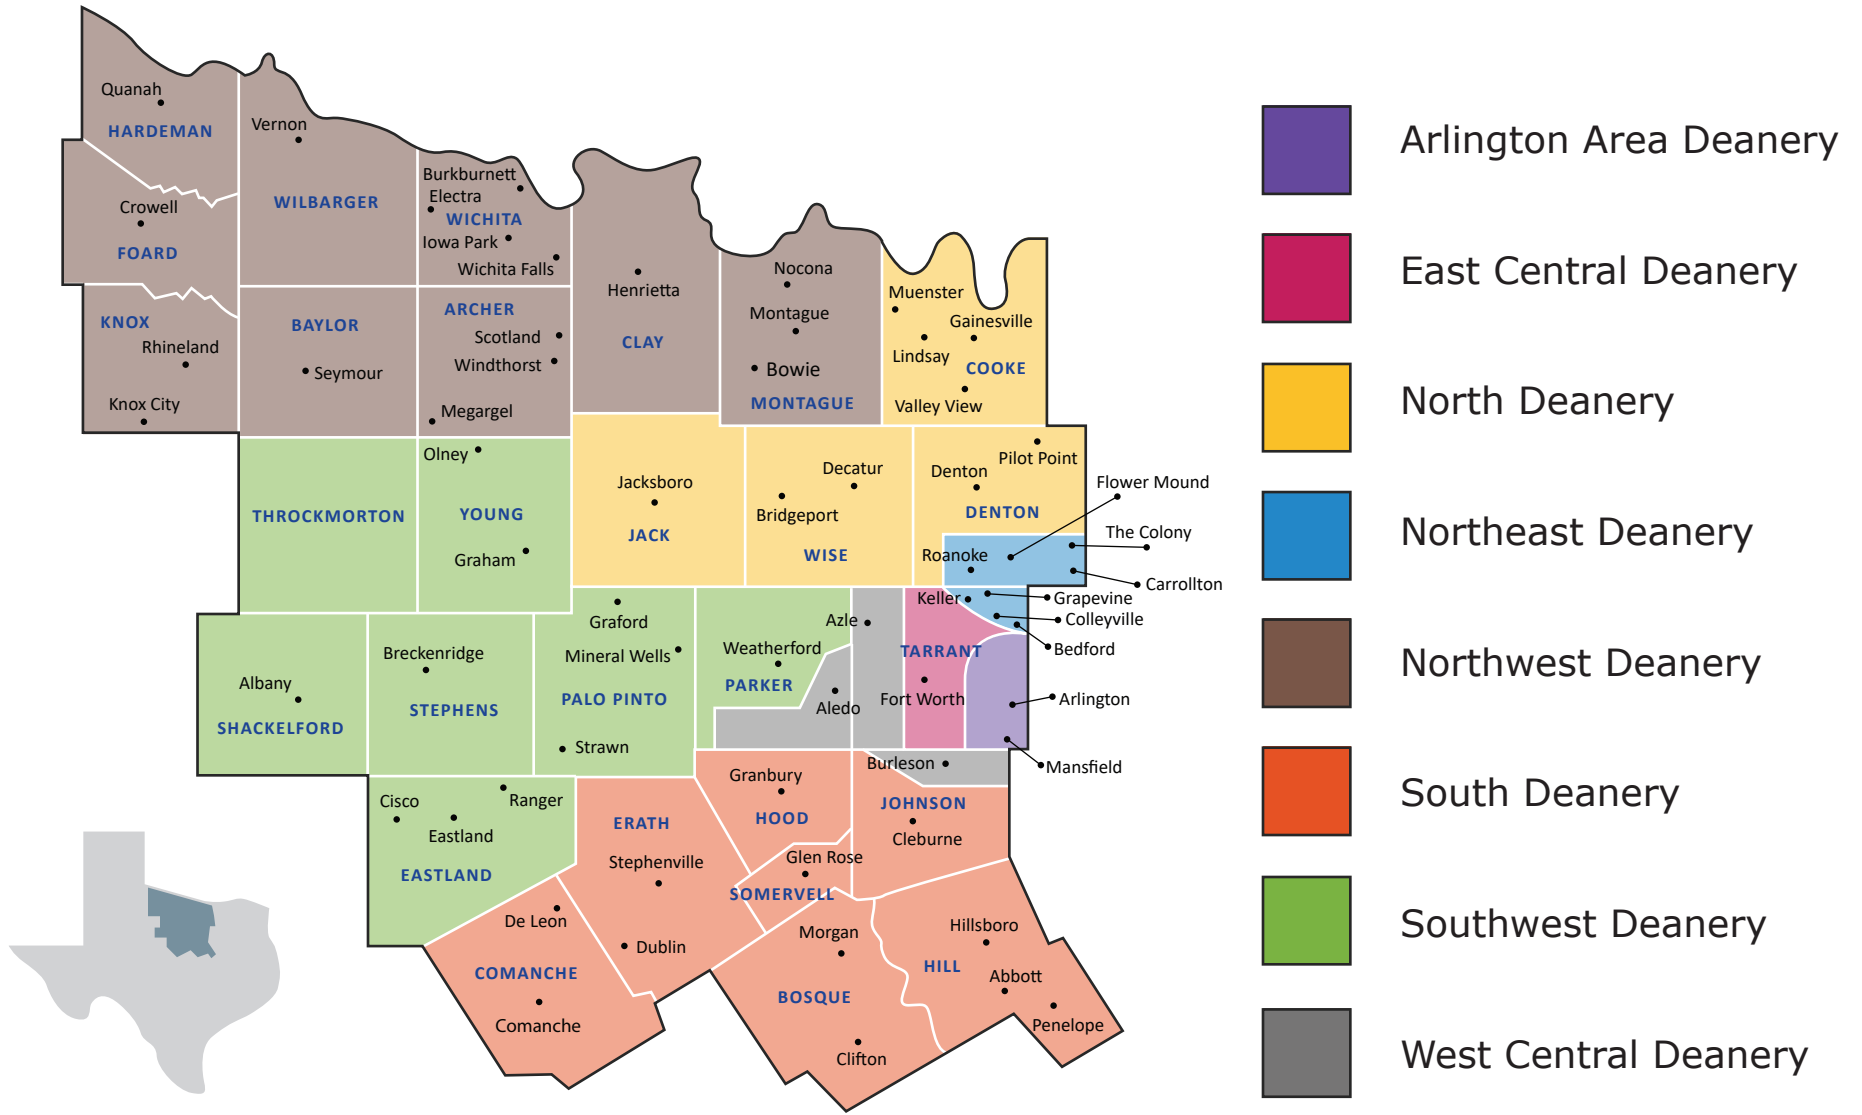 Quanah
HARDEMAN
Vernon
WILBARGER
Burkburnett
Electra
WICHITA
Iowa Park
Wichita Falls
Crowell
FOARD
KNOX
Rhineland
Knox City
BAYLOR
Seymour
ARCHER
Scotland
Windthorst
Megargel
Henrietta
CLAY
Nocona
Montague
Bowie
MONTAGUE
Muenster
Gainesville
Lindsay
COOKE
Valley View
THROCKMORTON
Olney
YOUNG
Graham
Jacksboro
JACK
Decatur
Bridgeport
WISE
Pilot Point
Denton
DENTON
Flower Mound
The Colony
Roanoke
Carrollton
Keller
Grapevine
Colleyville
Bedford
TARRANT
Fort Worth
Arlington
Mansfield
Azle
Aledo
Weatherford
PARKER
Graford
Mineral Wells
PALO PINTO
Strawn
Breckenridge
STEPHENS
Albany
SHACKELFORD
Cisco
Ranger
Eastland
EASTLAND
Granbury
HOOD
Burleson
JOHNSON
Cleburne
ERATH
Stephenville
Dublin
Glen Rose
SOMERVELL
De Leon
COMANCHE
Comanche
Morgan
BOSQUE
Clifton
Hillsboro
HILL
Abbott
Penelope
Arlington Area Deanery
East Central Deanery
North Deanery
Northeast Deanery
Northwest Deanery
South Deanery
Southwest Deanery
West Central Deanery